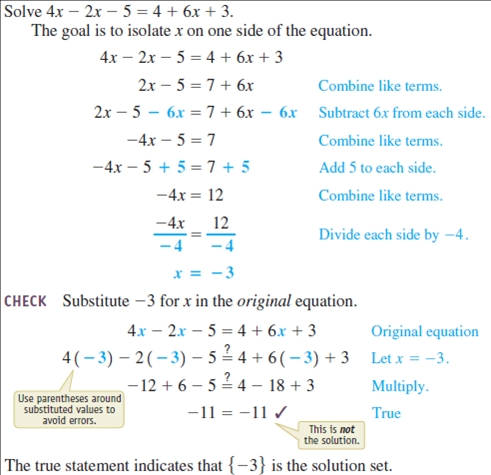 Solve 4x − 2x − 5 = 4 + 6x + 3.
The goal is to isolate x on one side of the equation.
4x − 2x − 5 = 4 + 6x + 3
2x − 5 = 7 + 6x Combine like terms.
2x − 5 − 6x = 7 + 6x − 6x Subtract 6x from each side.
−4x − 5 = 7 Combine like terms.
−4x − 5 + 5 = 7 + 5 Add 5 to each side.
−4x = 12 Combine like terms.
−4x/−4 = 12/−4 Divide each side by −4.
x = −3
CHECK Substitute −3 for x in the original equation.
4x − 2x − 5 = 4 + 6x + 3 Original equation
4(−3) − 2(−3) − 5 ≟ 4 + 6(−3) + 3 Let x = −3.
−12 + 6 − 5 ≟ 4 − 18 + 3 Multiply.
Use parentheses around
substituted values to
avoid errors.
−11 = −11 ✓ True
This is not
the solution.
The true statement indicates that {−3} is the solution set.